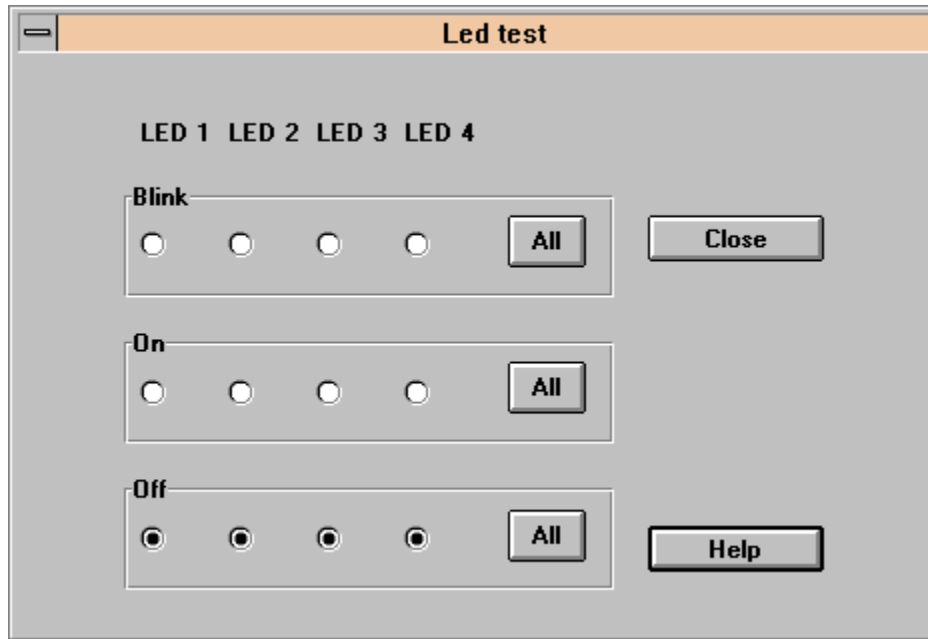 Led test
LED 1 LED 2 LED 3 LED 4
Blink
All
Close
On
All
Off
All
Help